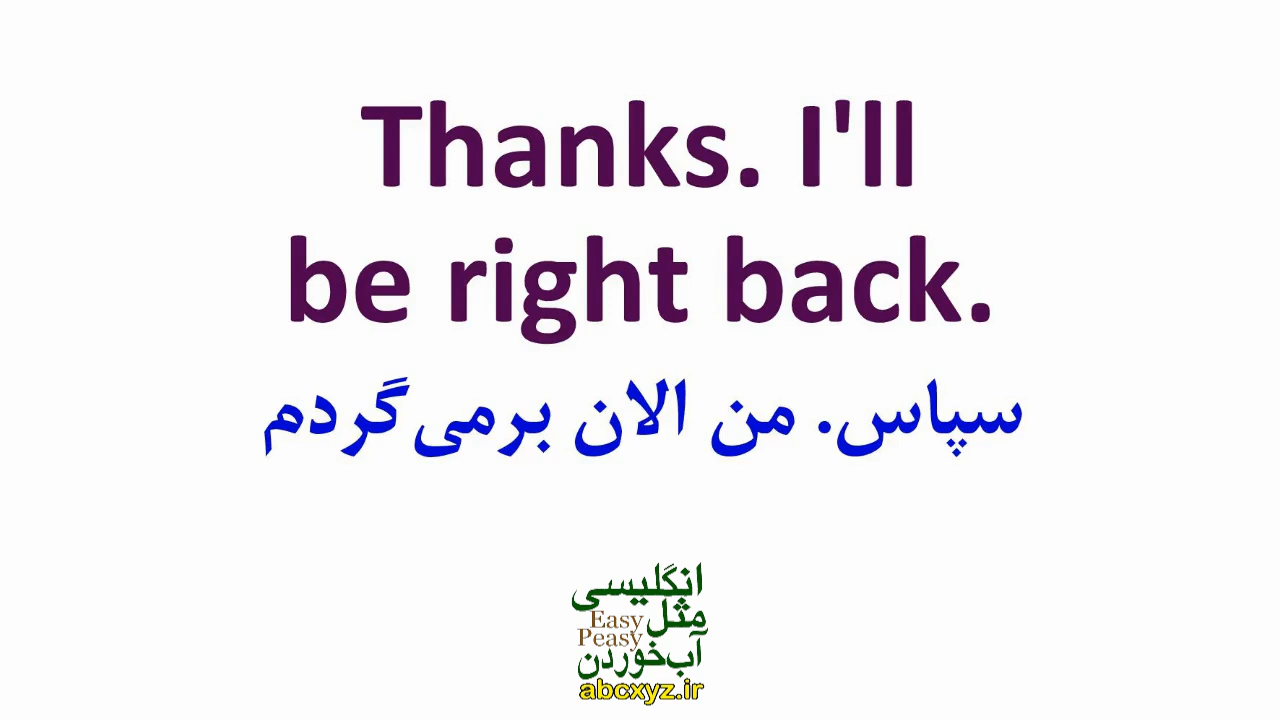 Thanks. I'll
be right back.
سپاس. من الان برمی‌گردم
انگلیسی
مثل
Easy
Peasy
آب‌خوردن
abcxyz.ir